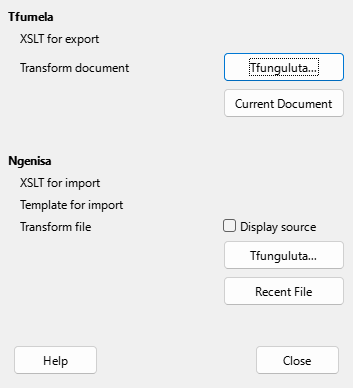 Tfumela
XSLT for export
Transform document
Tfunguluta...
Current Document
Ngenisa
XSLT for import
Template for import
Transform file
Display source
Tfunguluta...
Recent File
Help
Close